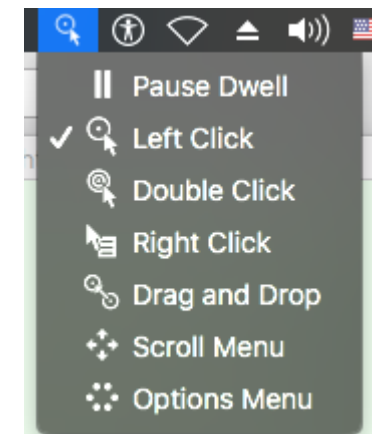 Pause Dwell
Left Click
Double Click
Right Click
Drag and Drop
Scroll Menu
Options Menu